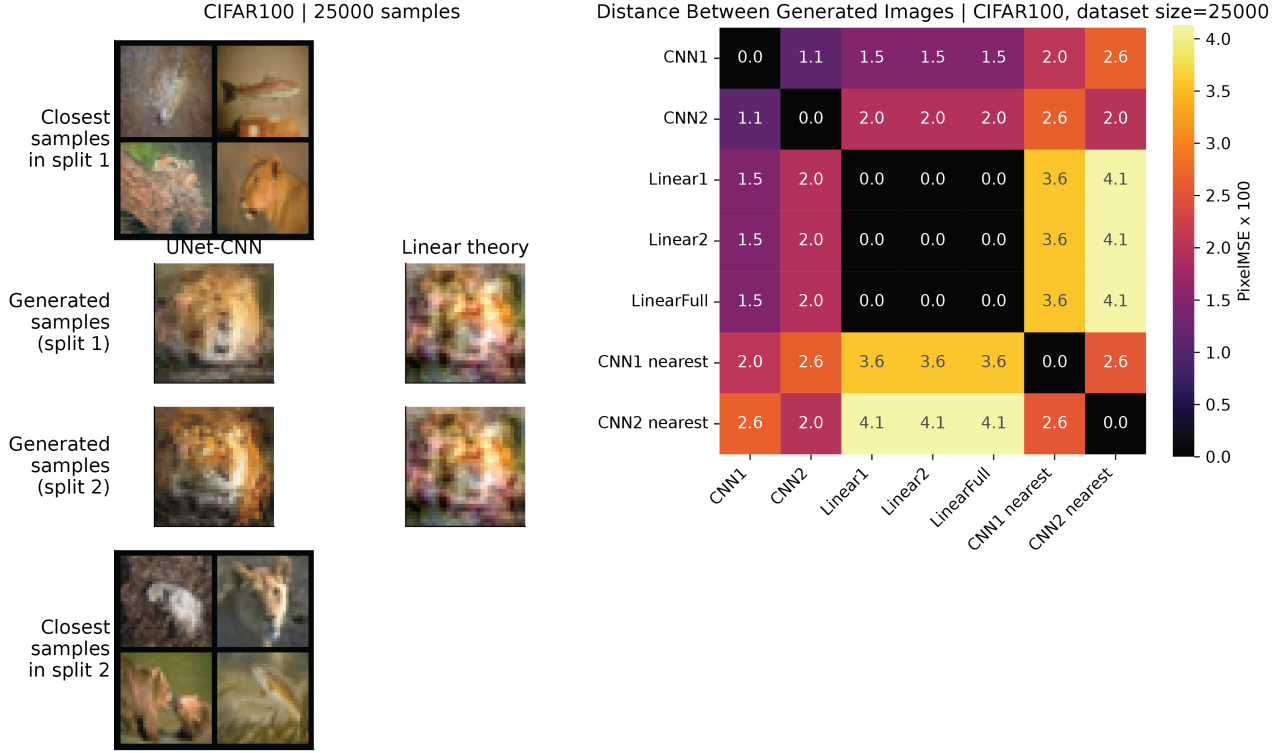 CIFAR100 | 25000 samples
Closest
samples
in split 1
UNet-CNN
Linear theory
Generated
samples
(split 1)
Generated
samples
(split 2)
Closest
samples
in split 2
Distance Between Generated Images | CIFAR100, dataset size=25000
CNN1 0.0 1.1 1.5 1.5 1.5 2.0 2.6
CNN2 1.1 0.0 2.0 2.0 2.0 2.6 2.0
Linear1 1.5 2.0 0.0 0.0 0.0 3.6 4.1
Linear2 1.5 2.0 0.0 0.0 0.0 3.6 4.1
LinearFull 1.5 2.0 0.0 0.0 0.0 3.6 4.1
CNN1 nearest 2.0 2.6 3.6 3.6 3.6 0.0 2.6
CNN2 nearest 2.6 2.0 4.1 4.1 4.1 2.6 0.0
CNN1
CNN2
Linear1
Linear2
LinearFull
CNN1 nearest
CNN2 nearest
4.0
3.5
3.0
2.5
2.0
1.5
1.0
0.5
0.0
PixelMSE x 100